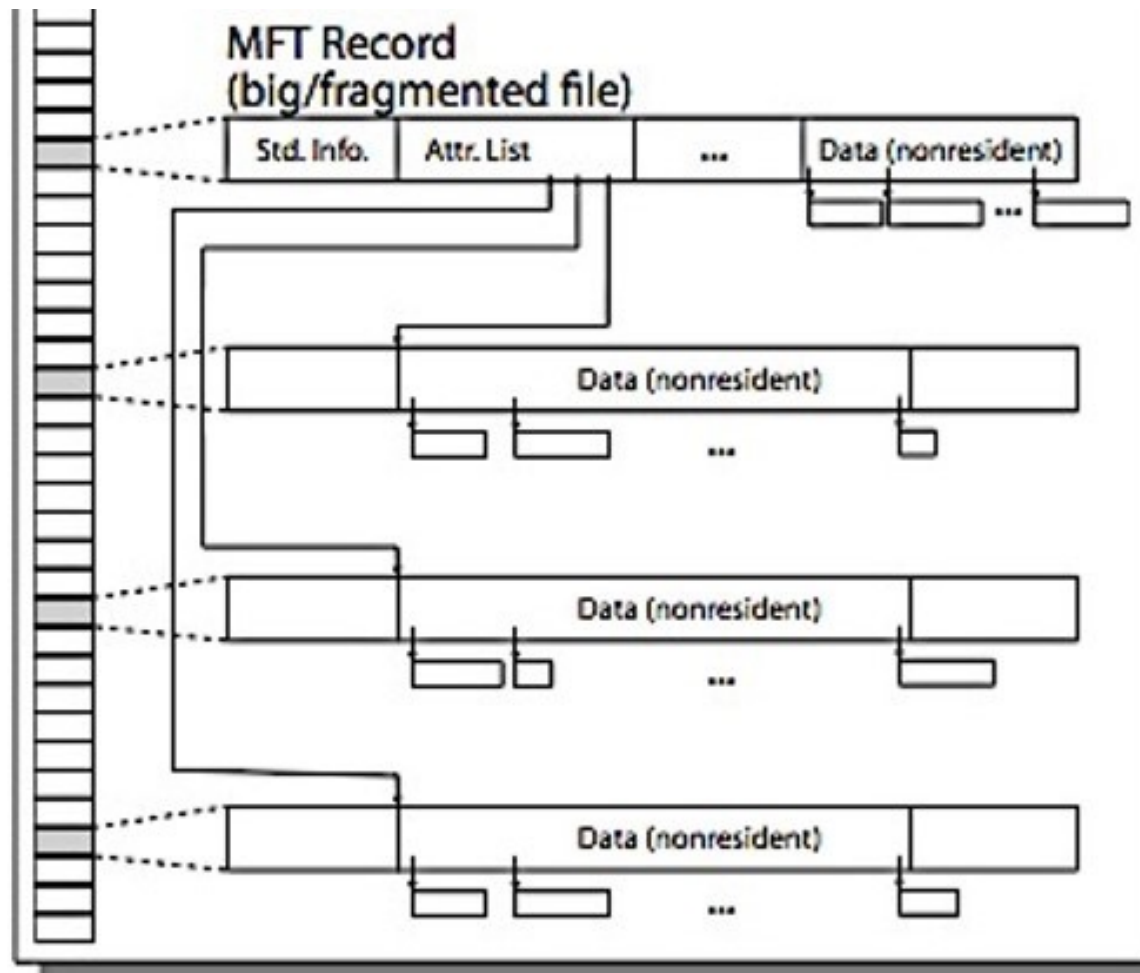 MFT Record
(big/fragmented file)
Std. Info. Attr. List ... Data (nonresident)
...
Data (nonresident)
...
Data (nonresident)
...
Data (nonresident)
...